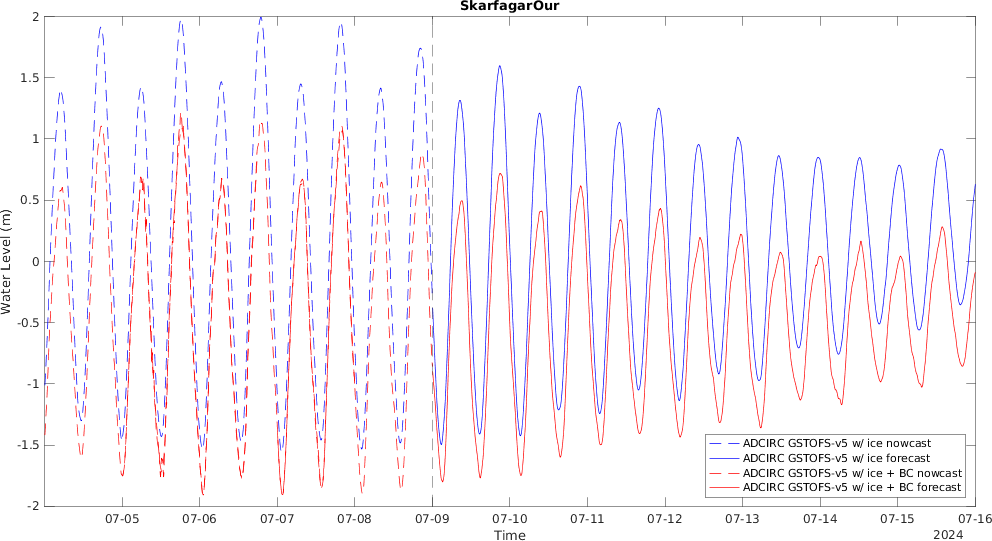 SkarfagarOur
2
1.5
1
0.5
0
-0.5
-1
-1.5
-2
Water Level (m)
ADCIRC GSTOFS-v5 w/ ice nowcast
ADCIRC GSTOFS-v5 w/ ice forecast
ADCIRC GSTOFS-v5 w/ ice + BC nowcast
ADCIRC GSTOFS-v5 w/ ice + BC forecast
07-05 07-06 07-07 07-08 07-09 07-10 07-11 07-12 07-13 07-14 07-15 07-16
Time
2024